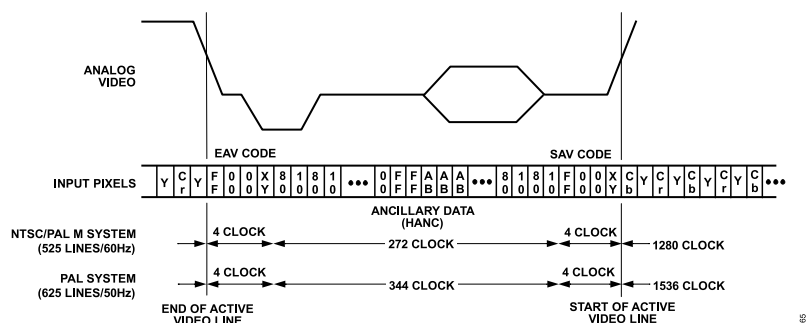 ANALOG
VIDEO
EAV CODE
SAV CODE
INPUT PIXELS
Y Cr Y FF 00 00 XY 80 10 80 10 ••• 00 FF FF AB AB AB ••• 80 10 80 10 FF 00 00 XY Cb Y Cr Y Cb Y Cr Y Cb •••
ANCILLARY DATA
(HANC)
NTSC/PAL M SYSTEM
(525 LINES/60Hz)
4 CLOCK
272 CLOCK
4 CLOCK
1280 CLOCK
PAL SYSTEM
(625 LINES/50Hz)
4 CLOCK
344 CLOCK
4 CLOCK
1536 CLOCK
END OF ACTIVE
VIDEO LINE
START OF ACTIVE
VIDEO LINE